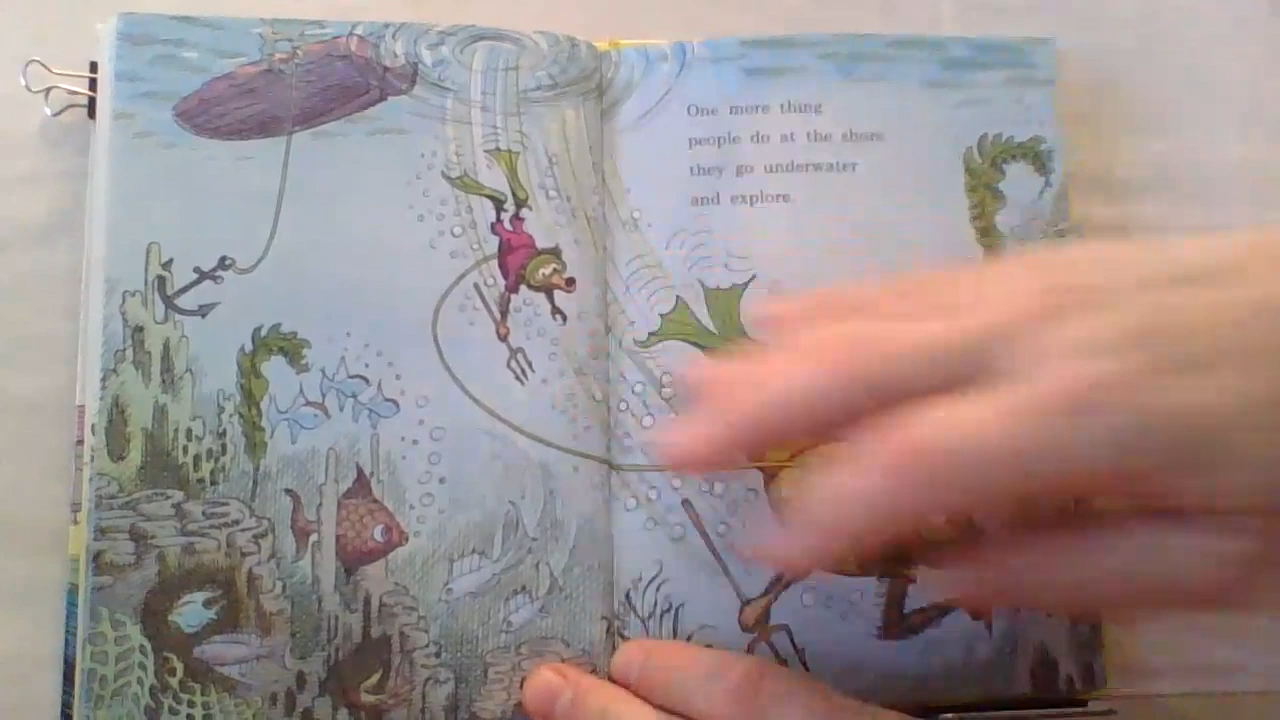 One more thing
people do at the shore,
they go underwater
and explore.